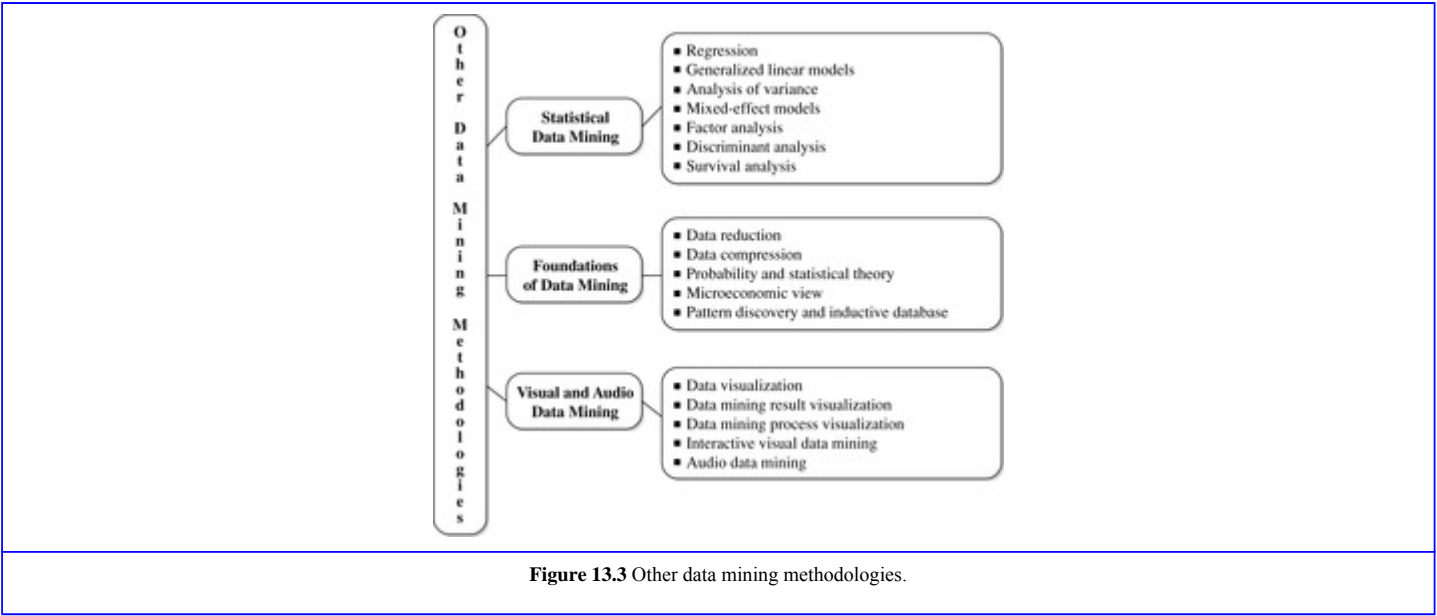 Other Data Mining Methodologies
Statistical
Data Mining
▪ Regression
▪ Generalized linear models
▪ Analysis of variance
▪ Mixed-effect models
▪ Factor analysis
▪ Discriminant analysis
▪ Survival analysis
Foundations
of Data Mining
▪ Data reduction
▪ Data compression
▪ Probability and statistical theory
▪ Microeconomic view
▪ Pattern discovery and inductive database
Visual and Audio
Data Mining
▪ Data visualization
▪ Data mining result visualization
▪ Data mining process visualization
▪ Interactive visual data mining
▪ Audio data mining
Figure 13.3 Other data mining methodologies.